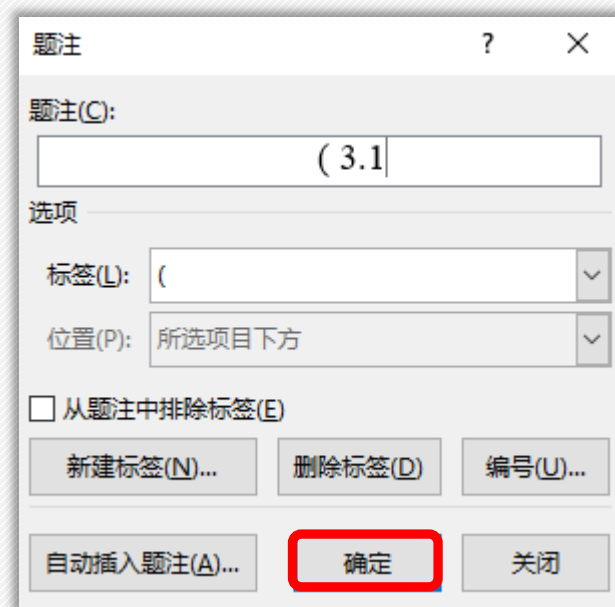 题注 ? ×
题注(C):
( 3.1
选项
标签(L): (
位置(P): 所选项目下方
从题注中排除标签(E)
新建标签(N)... 删除标签(D) 编号(U)...
自动插入题注(A)... 确定 关闭